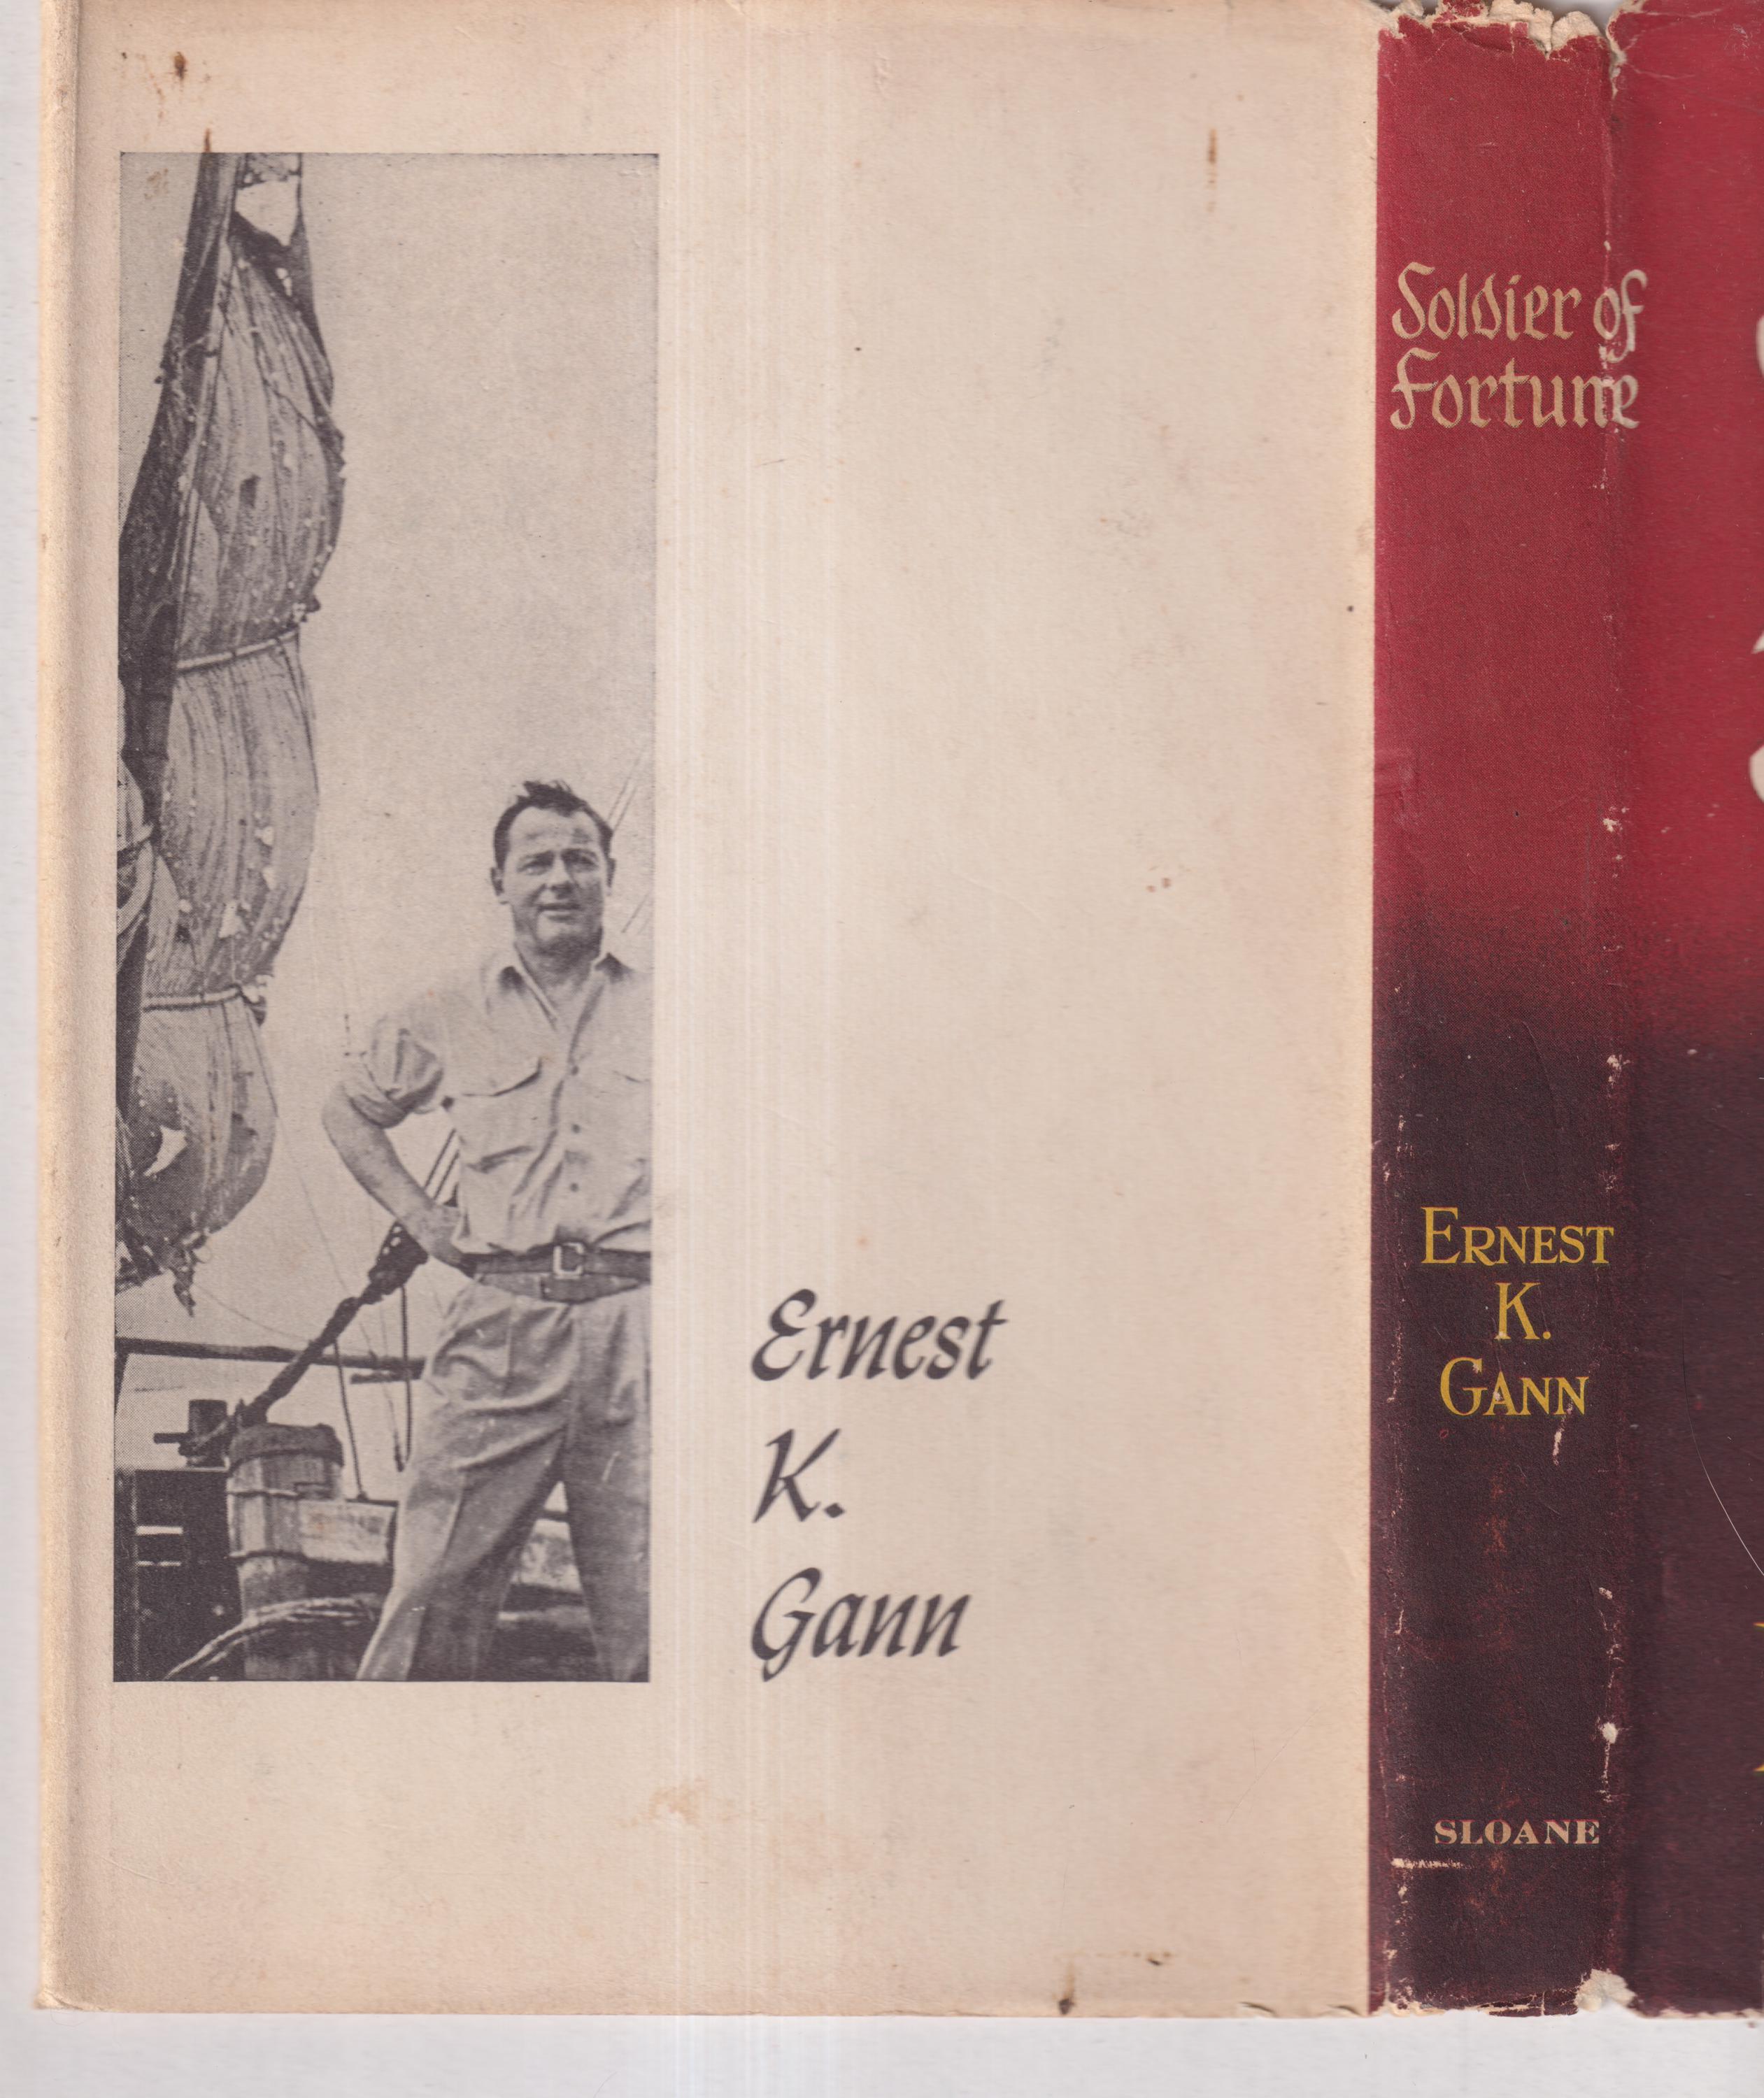 Ernest
K.
Gann
Soldier of
Fortune
ERNEST
K.
GANN
SLOANE